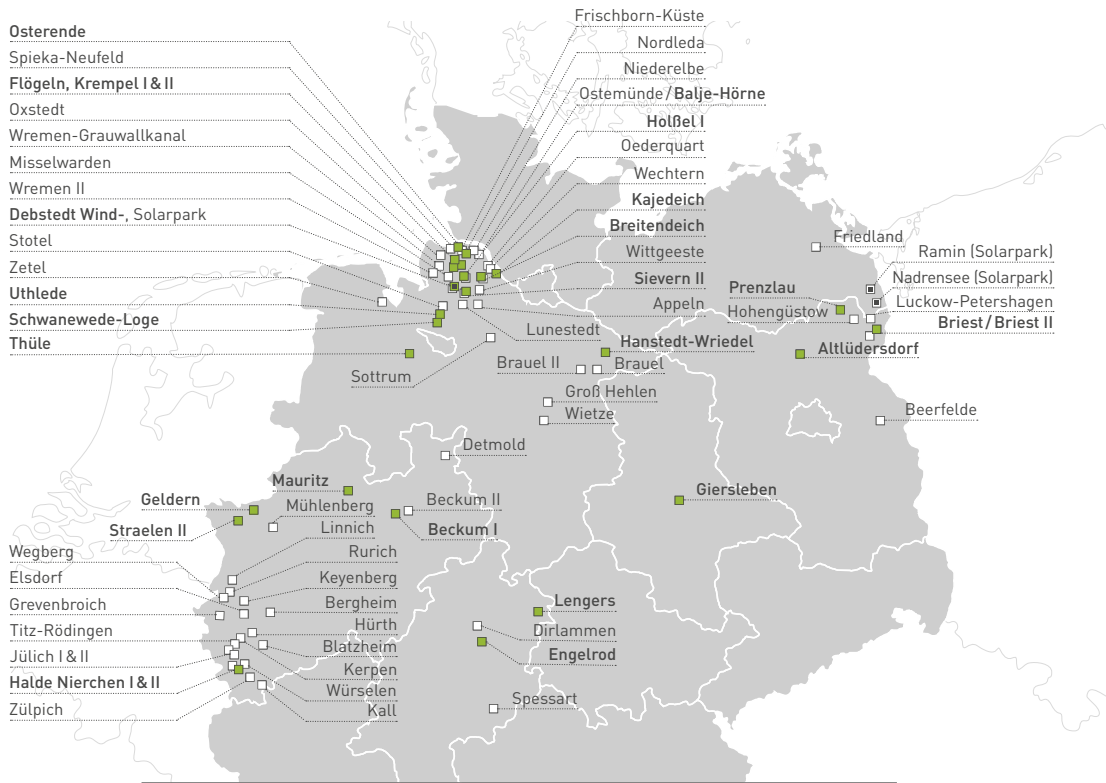 Osterende
Spieka-Neufeld
Flögeln, Krempel I & II
Oxstedt
Wremen-Grauwallkanal
Misselwarden
Wremen II
Debstedt Wind-, Solarpark
Stotel
Zetel
Uthlede
Schwanewede-Loge
Thüle
Frischborn-Küste
Nordleda
Niederelbe
Ostemünde / Balje-Hörne
Holßel I
Oederquart
Wechtern
Kajedeich
Breitendeich
Wittgeeste
Sievern II
Appeln
Lunestedt
Hanstedt-Wriedel
Sottrum
Brauel II
Brauel
Groß Hehlen
Wietze
Detmold
Friedland
Ramin (Solarpark)
Nadrensee (Solarpark)
Prenzlau
Luckow-Petershagen
Hohengüstow
Briest / Briest II
Altlüdersdorf
Beerfelde
Mauritz
Geldern
Straelen II
Mühlenberg
Beckum II
Beckum I
Giersleben
Linnich
Wegberg
Rurich
Elsdorf
Keyenberg
Grevenbroich
Bergheim
Titz-Rödingen
Hürth
Jülich I & II
Blatzheim
Halde Nierchen I & II
Kerpen
Würselen
Zülpich
Kall
Lengers
Dirlammen
Engelrod
Spessart